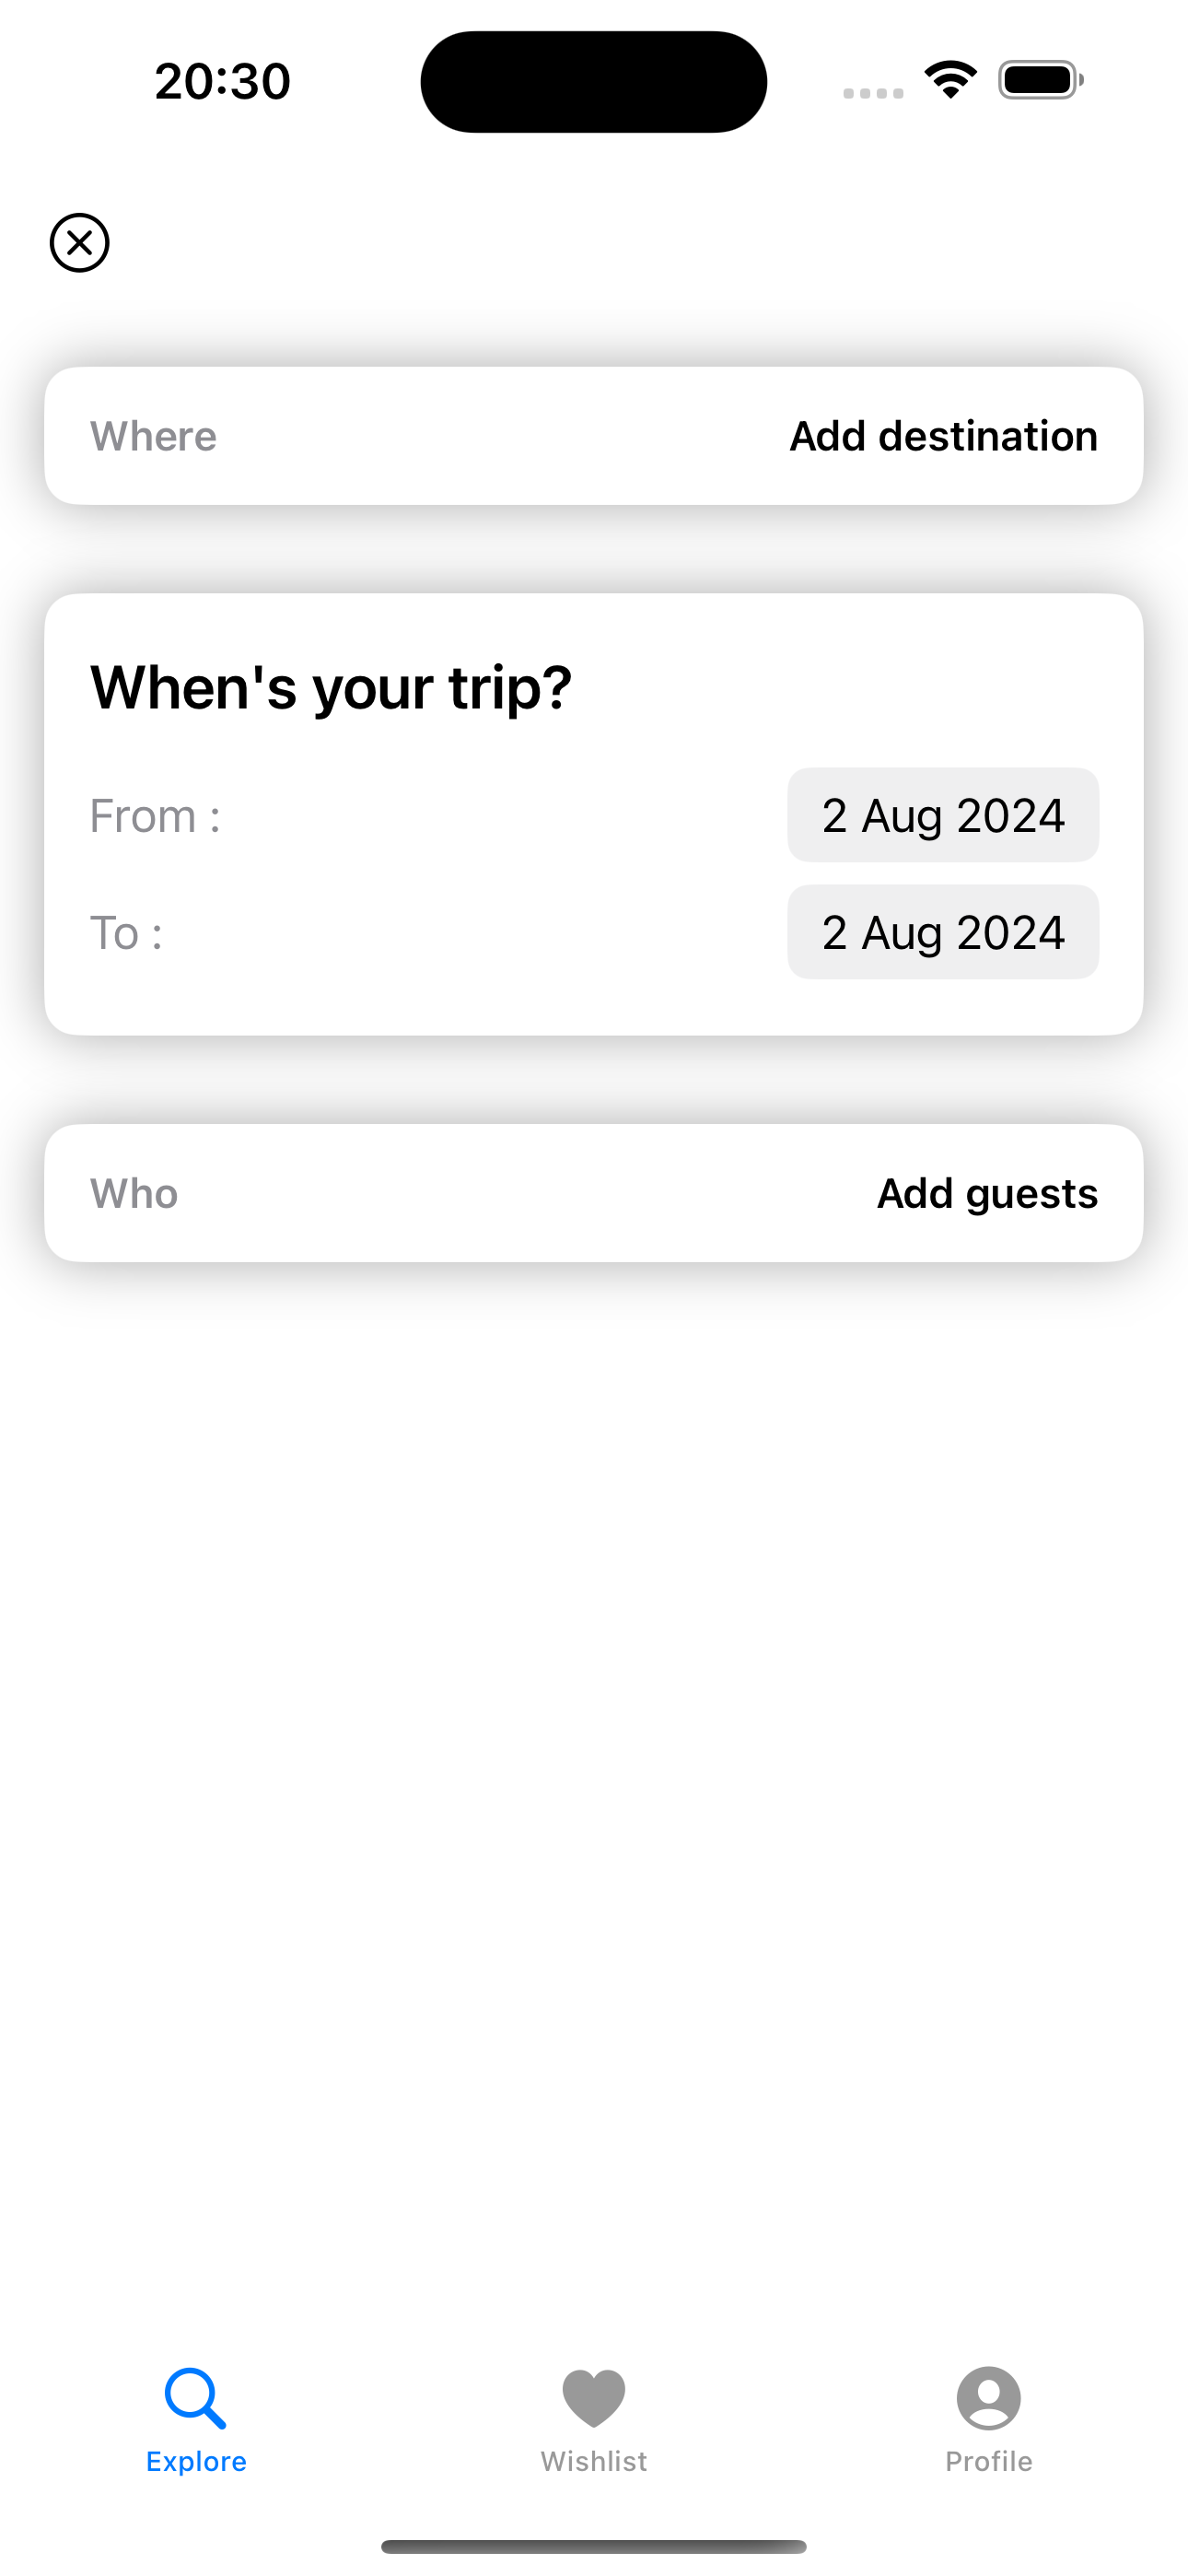 20:30
Where Add destination
When's your trip?
From : 2 Aug 2024
To : 2 Aug 2024
Who Add guests
Explore Wishlist Profile